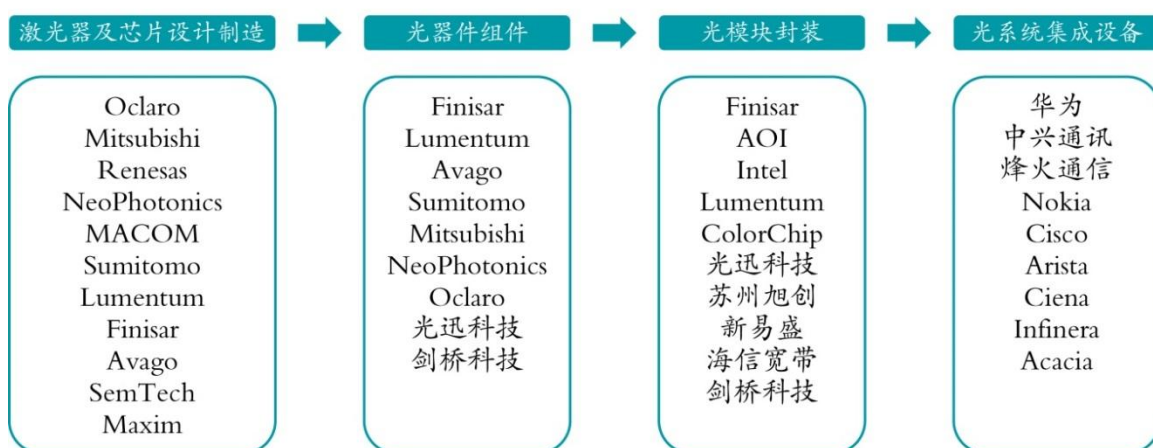 激光器及芯片设计制造
光器件组件
光模块封装
光系统集成设备
Oclaro
Mitsubishi
Renesas
NeoPhotonics
MACOM
Sumitomo
Lumentum
Finisar
Avago
SemTech
Maxim
Finisar
Lumentum
Avago
Sumitomo
Mitsubishi
NeoPhotonics
Oclaro
光迅科技
剑桥科技
Finisar
AOI
Intel
Lumentum
ColorChip
光迅科技
苏州旭创
新易盛
海信宽带
剑桥科技
华为
中兴通讯
烽火通信
Nokia
Cisco
Arista
Ciena
Infinera
Acacia